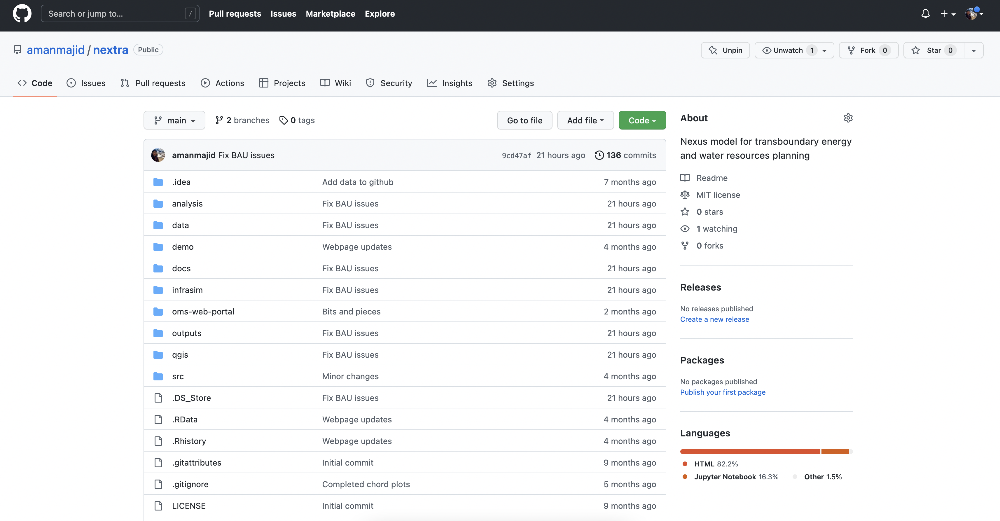 Search or jump to... / Pull requests Issues Marketplace Explore
amanmajid / nextra Public Unpin Unwatch 1 Fork 0 Star 0
Code Issues Pull requests Actions Projects Wiki Security Insights Settings
main 2 branches 0 tags Go to file Add file Code
amanmajid Fix BAU issues 9cd47af 21 hours ago 136 commits
.idea Add data to github 7 months ago
analysis Fix BAU issues 21 hours ago
data Fix BAU issues 21 hours ago
demo Webpage updates 4 months ago
docs Fix BAU issues 21 hours ago
infrasim Fix BAU issues 21 hours ago
oms-web-portal Bits and pieces 2 months ago
outputs Fix BAU issues 21 hours ago
qgis Fix BAU issues 21 hours ago
src Minor changes 4 months ago
.DS_Store Fix BAU issues 21 hours ago
.RData Webpage updates 4 months ago
.Rhistory Webpage updates 4 months ago
.gitattributes Initial commit 9 months ago
.gitignore Completed chord plots 5 months ago
LICENSE Initial commit 9 months ago
About
Nexus model for transboundary energy
and water resources planning
Readme
MIT license
0 stars
1 watching
0 forks
Releases
No releases published
Create a new release
Packages
No packages published
Publish your first package
Languages
HTML 82.2%
Jupyter Notebook 16.3% Other 1.5%